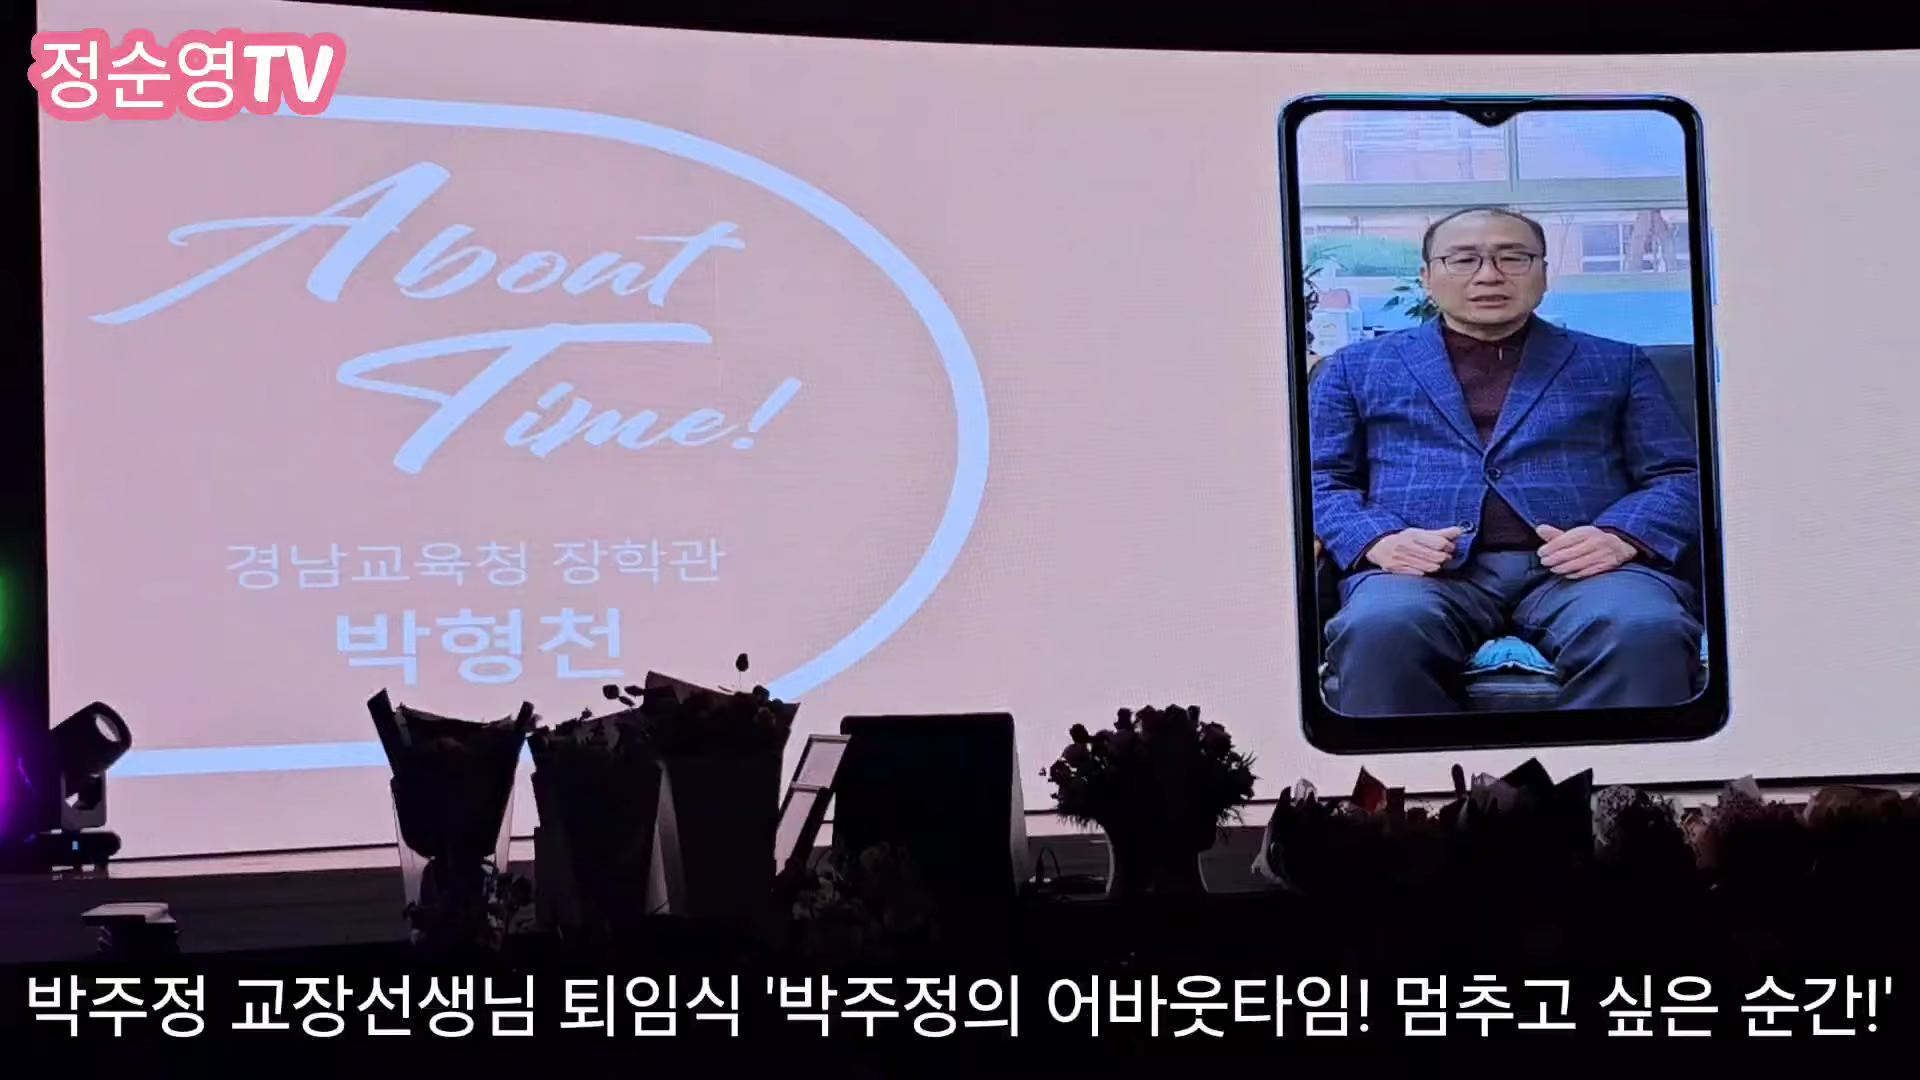 정순영TV
About
Time!
경남교육청 장학관
박형천
박주정 교장선생님 퇴임식 '박주정의 어바웃타임! 멈추고 싶은 순간!'